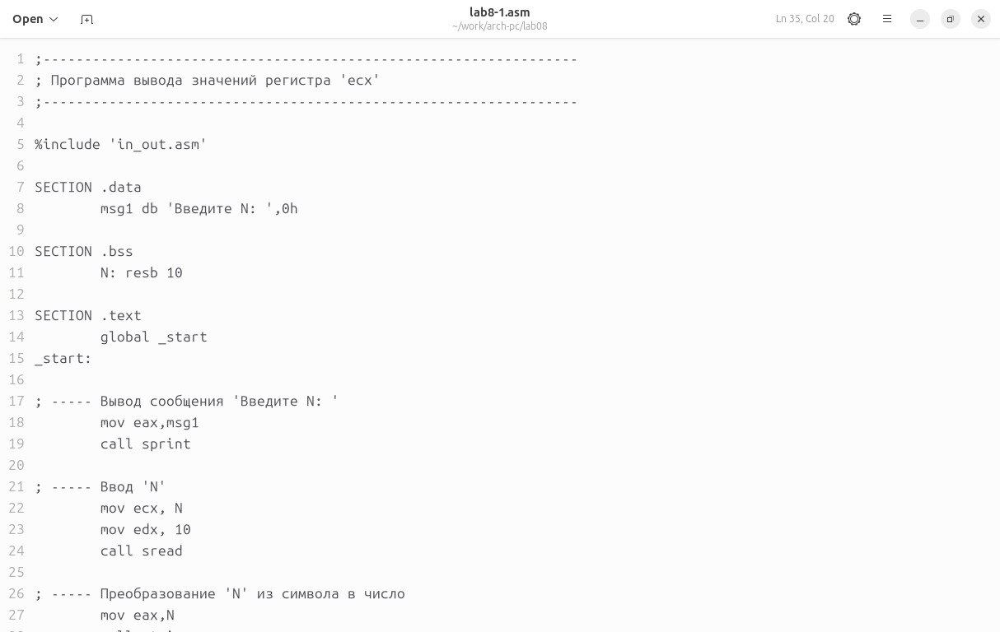 Open
lab8-1.asm
~/work/arch-pc/lab08
Ln 35, Col 20
1 ;-----------------------------------------------------------------
2 ; Программа вывода значений регистра 'ecx'
3 ;-----------------------------------------------------------------
4
5 %include 'in_out.asm'
6
7 SECTION .data
8 msg1 db 'Введите N: ',0h
9
10 SECTION .bss
11 N: resb 10
12
13 SECTION .text
14 global _start
15 _start:
16
17 ; ----- Вывод сообщения 'Введите N: '
18 mov eax,msg1
19 call sprint
20
21 ; ----- Ввод 'N'
22 mov ecx, N
23 mov edx, 10
24 call sread
25
26 ; ----- Преобразование 'N' из символа в число
27 mov eax,N